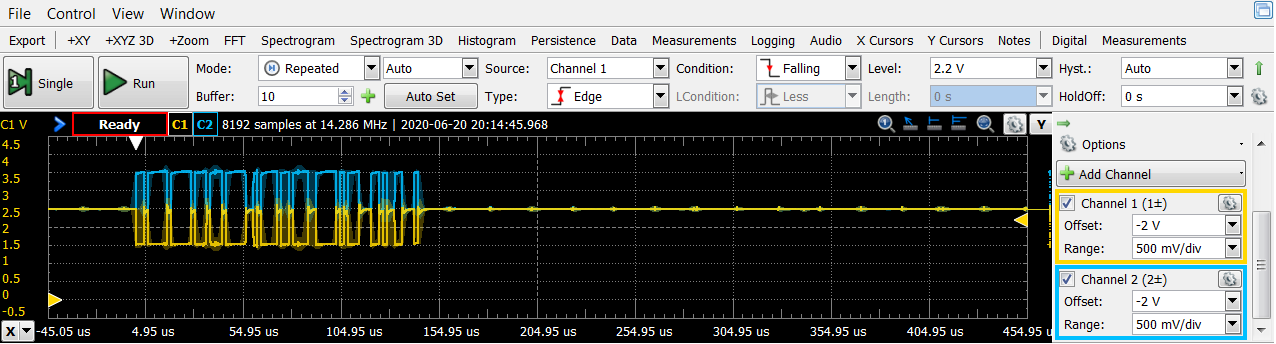 File Control View Window
Export +XY +XYZ 3D +Zoom FFT Spectrogram Spectrogram 3D Histogram Persistence Data Measurements Logging Audio X Cursors Y Cursors Notes Digital Measurements
Single Run Mode: Repeated Auto Source: Channel 1 Condition: Falling Level: 2.2 V Hyst.: Auto
Buffer: 10 Auto Set Type: Edge LCondition: Less Length: 0 s HoldOff: 0 s
C1 V Ready C1 C2 8192 samples at 14.286 MHz | 2020-06-20 20:14:45.968 Y
4.5
4
3.5
3
2.5
2
1.5
1
0.5
0
-0.5
X -45.05 us 4.95 us 54.95 us 104.95 us 154.95 us 204.95 us 254.95 us 304.95 us 354.95 us 404.95 us 454.95 us
Options
Add Channel
Channel 1 (1±)
Offset: -2 V
Range: 500 mV/div
Channel 2 (2±)
Offset: -2 V
Range: 500 mV/div